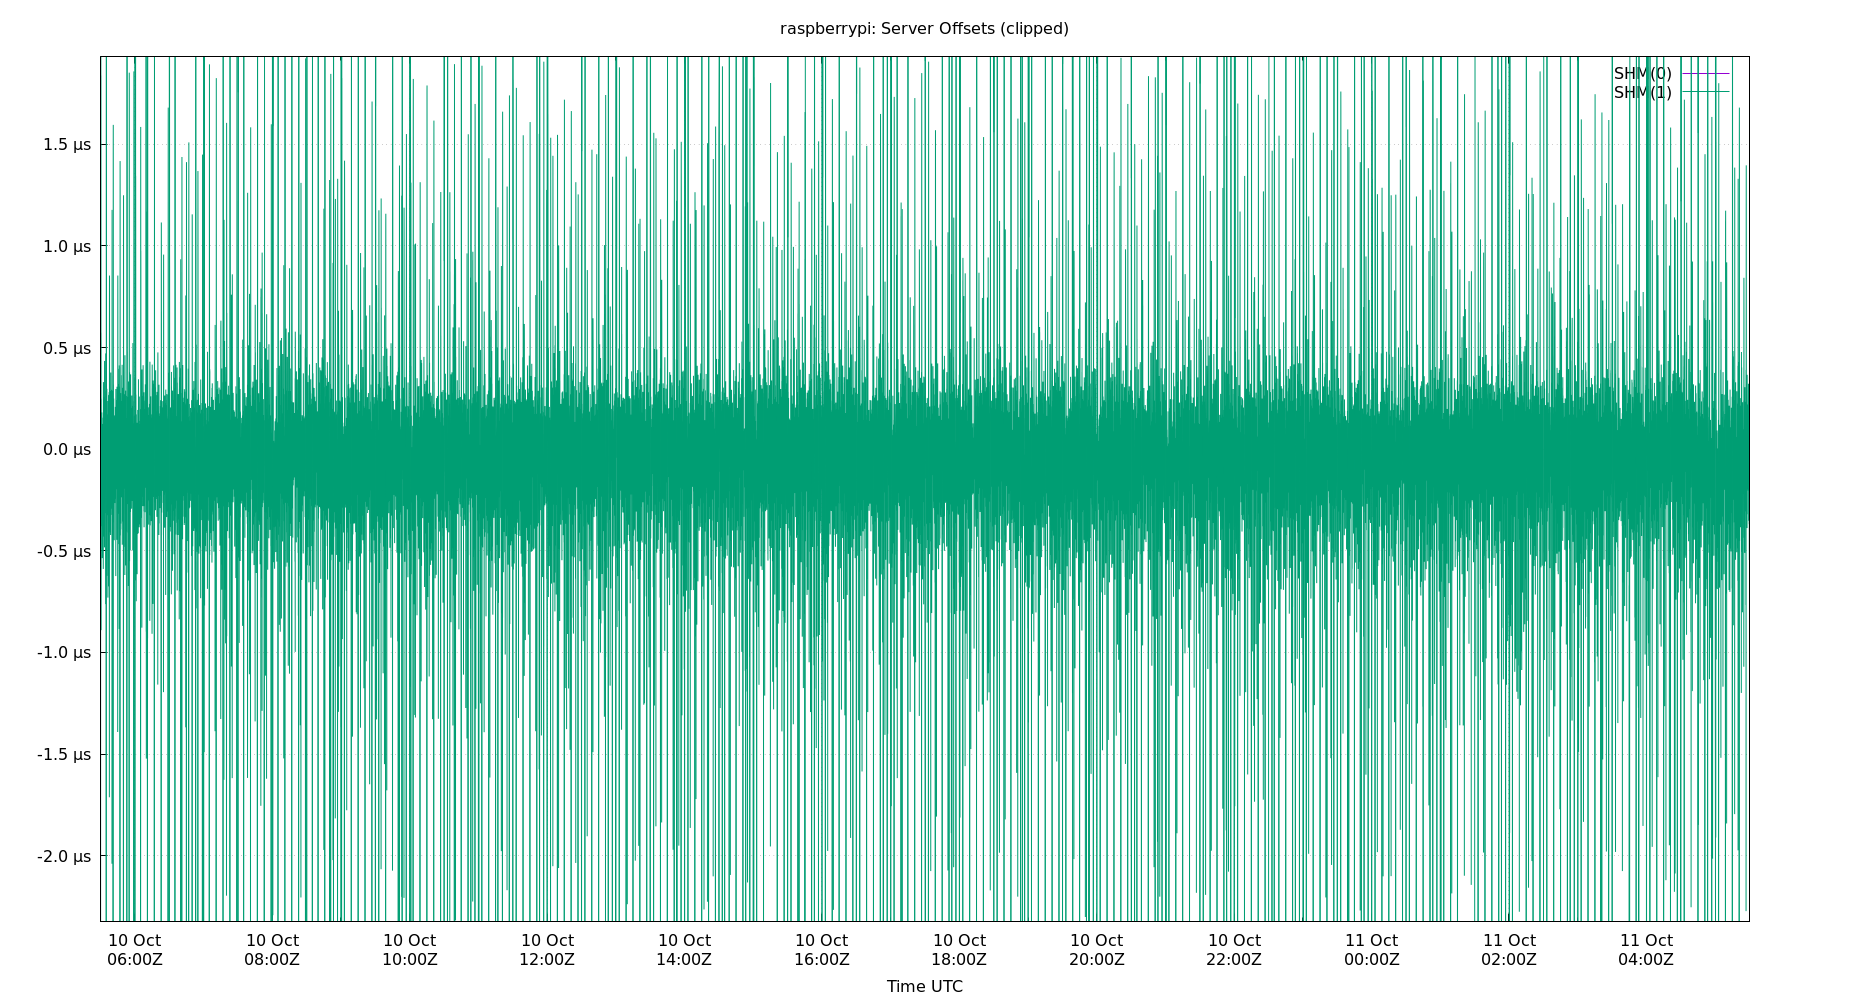 raspberrypi: Server Offsets (clipped)
SHM(0)
SHM(1)
1.5 µs
1.0 µs
0.5 µs
0.0 µs
-0.5 µs
-1.0 µs
-1.5 µs
-2.0 µs
10 Oct 10 Oct 10 Oct 10 Oct 10 Oct 10 Oct 10 Oct 10 Oct 10 Oct 11 Oct 11 Oct 11 Oct
06:00Z 08:00Z 10:00Z 12:00Z 14:00Z 16:00Z 18:00Z 20:00Z 22:00Z 00:00Z 02:00Z 04:00Z
Time UTC